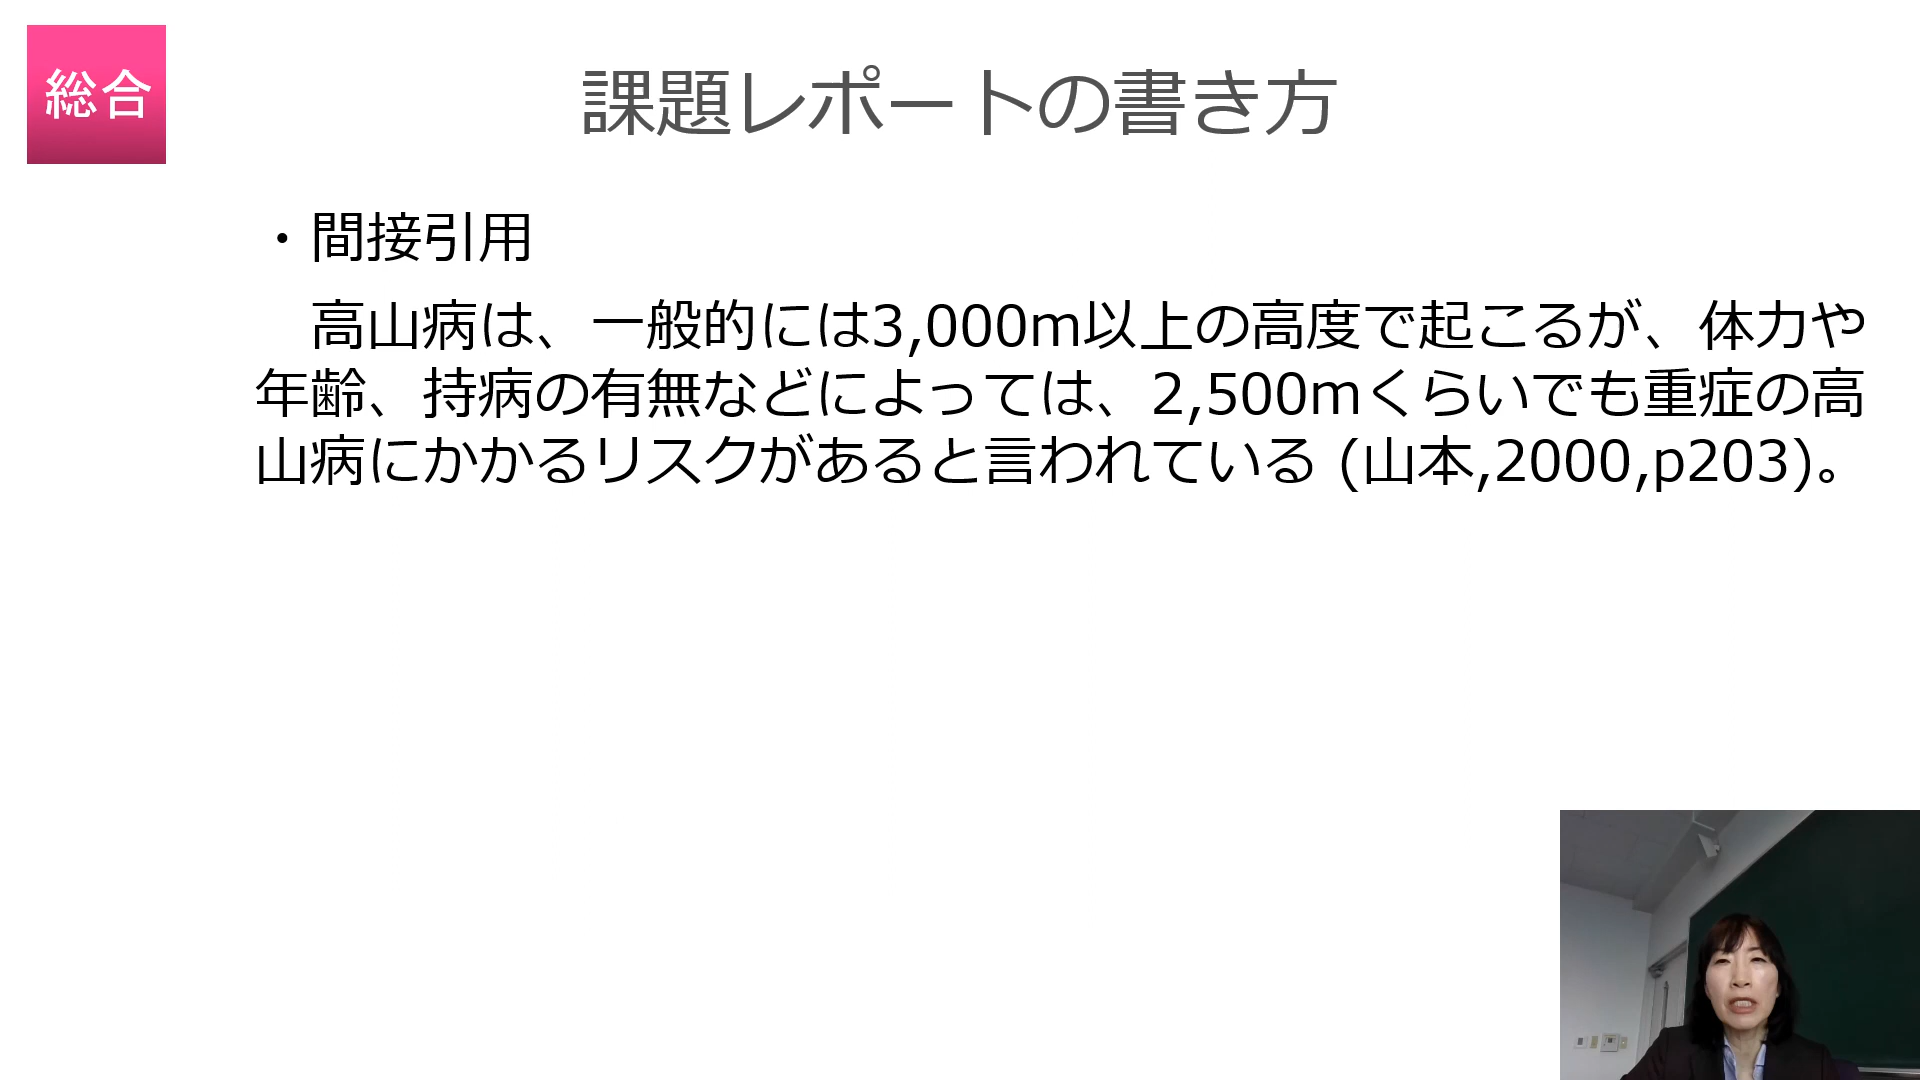 総合
課題レポートの書き方
・間接引用
高山病は、一般的には3,000m以上の高度で起こるが、体力や
年齢、持病の有無などによっては、2,500mくらいでも重症の高
山病にかかるリスクがあると言われている (山本,2000,p203)。